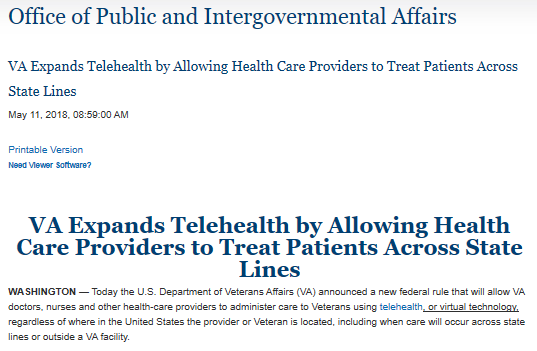 Office of Public and Intergovernmental Affairs
VA Expands Telehealth by Allowing Health Care Providers to Treat Patients Across
State Lines
May 11, 2018, 08:59:00 AM
Printable Version
Need Viewer Software?
VA Expands Telehealth by Allowing Health
Care Providers to Treat Patients Across State
Lines
WASHINGTON — Today the U.S. Department of Veterans Affairs (VA) announced a new federal rule that will allow VA
doctors, nurses and other health-care providers to administer care to Veterans using telehealth, or virtual technology,
regardless of where in the United States the provider or Veteran is located, including when care will occur across state
lines or outside a VA facility.